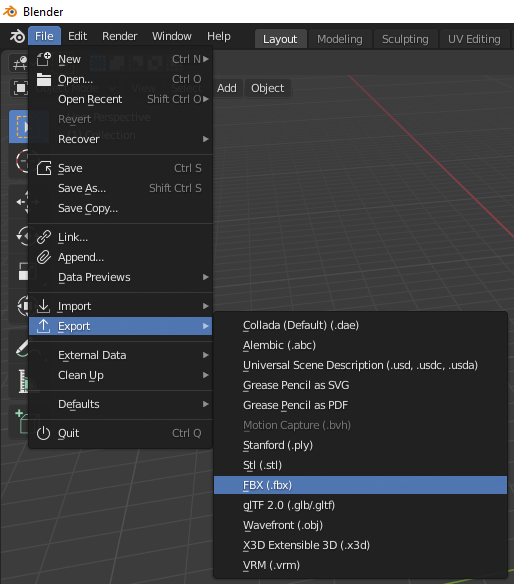 Blender
File Edit Render Window Help Layout Modeling Sculpting UV Editing
New Ctrl N
Open... Ctrl O
Open Recent Shift Ctrl O
Add Object
Revert
Perspective
Recover
Collection
Save Ctrl S
Save As... Shift Ctrl S
Save Copy...
Link...
Append...
Data Previews
Import
Export
External Data
Clean Up
Defaults
Quit Ctrl Q
Collada (Default) (.dae)
Alembic (.abc)
Universal Scene Description (.usd, .usdc, .usda)
Grease Pencil as SVG
Grease Pencil as PDF
Motion Capture (.bvh)
Stanford (.ply)
Stl (.stl)
FBX (.fbx)
glTF 2.0 (.glb/.gltf)
Wavefront (.obj)
X3D Extensible 3D (.x3d)
VRM (.vrm)